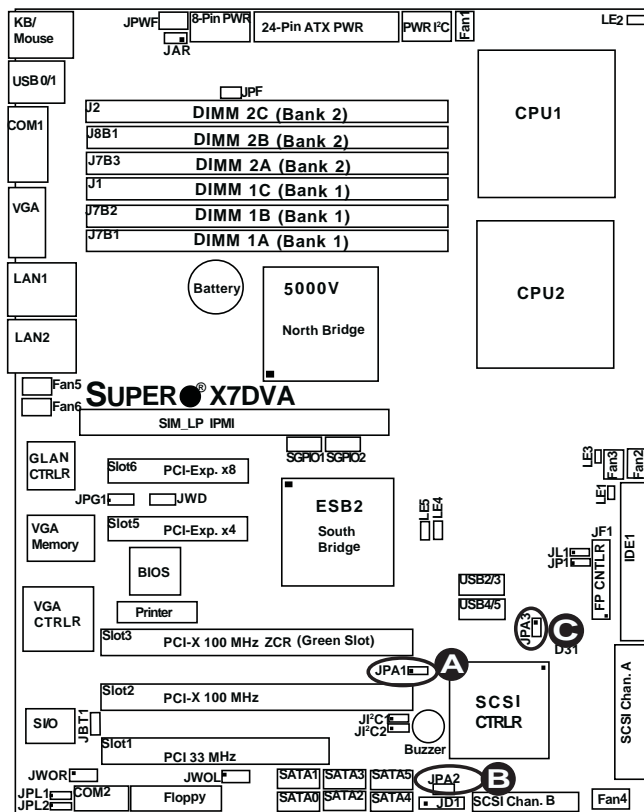 KB/
Mouse
JPWF
JAR
8-Pin PWR
24-Pin ATX PWR
PWR I²C
Fan1
LE2
USB 0/1
JPF
COM1
J2 DIMM 2C (Bank 2)
J8B1 DIMM 2B (Bank 2)
J7B3 DIMM 2A (Bank 2)
J1 DIMM 1C (Bank 1)
J7B2 DIMM 1B (Bank 1)
J7B1 DIMM 1A (Bank 1)
CPU1
VGA
LAN1
Battery
5000V
North Bridge
CPU2
LAN2
Fan5
Fan6
SUPER ® X7DVA
SIM_LP IPMI
SGPIO1 SGPIO2
GLAN
CTRLR
Slot6 PCI-Exp. x8
JPG1
JWD
ESB2
South
Bridge
LE5
LE4
LE3
Fan3
Fan2
LE1
VGA
Memory
Slot5 PCI-Exp. x4
BIOS
JF1
FP CNTLR
IDE1
JL1
JP1
USB2/3
USB4/5
VGA
CTRLR
Printer
JPA3
C
D31
Slot3 PCI-X 100 MHz ZCR (Green Slot)
JPA1
A
Slot2 PCI-X 100 MHz
SCSI
CTRLR
SCSI Chan. A
SI/O
JBT1
JI²C1
JI²C2
Buzzer
Slot1 PCI 33 MHz
JWOR
JWOL
SATA1 SATA3 SATA5
JPA2
B
JPL1
JPL2
COM2
Floppy
SATA0 SATA2 SATA4
JD1
SCSI Chan. B
Fan4